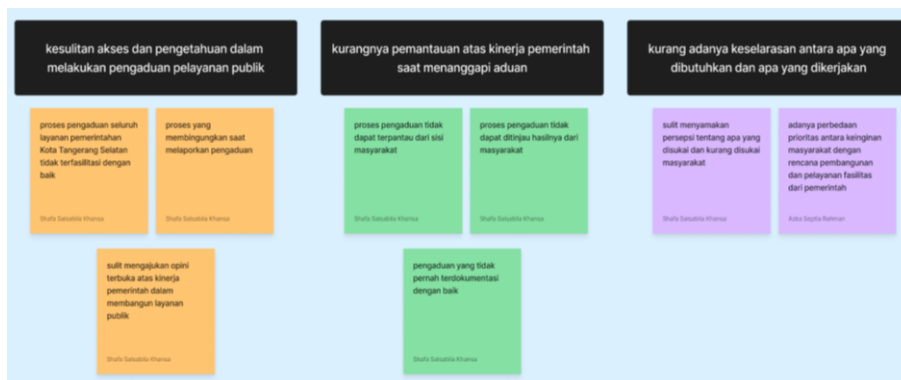 kesulitan akses dan pengetahuan dalam
melakukan pengaduan pelayanan publik
proses pengaduan seluruh
layanan pemerintahan
Kota Tangerang Selatan
tidak terfasilitasi dengan
baik
Shafa Salsabila Khansa
proses yang
membingungkan saat
melaporkan pengaduan
Shafa Salsabila Khansa
sulit mengajukan opini
terbuka atas kinerja
pemerintah dalam
membangun layanan
publik
Shafa Salsabila Khansa
kurangnya pemantauan atas kinerja pemerintah
saat menanggapi aduan
proses pengaduan tidak
dapat terpantau dari sisi
masyarakat
Shafa Salsabila Khansa
proses pengaduan tidak
dapat ditinjau hasilnya dari
masyarakat
Shafa Salsabila Khansa
pengaduan yang tidak
pernah terdokumentasi
dengan baik
Shafa Salsabila Khansa
kurang adanya keselarasan antara apa yang
dibutuhkan dan apa yang dikerjakan
sulit menyamakan
persepsi tentang apa yang
disukai dan kurang disukai
masyarakat
Shafa Salsabila Khansa
adanya perbedaan
prioritas antara keinginan
masyarakat dengan
rencana pembangunan
dan pelayanan fasilitas
dari pemerintah
Azka Septia Rahman